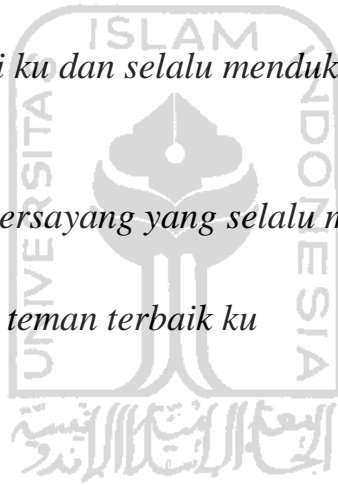 ISLAM
i ku dan selalu menduk
UNIVERSITAS
INDONESIA
ersayang yang selalu m
teman terbaik ku